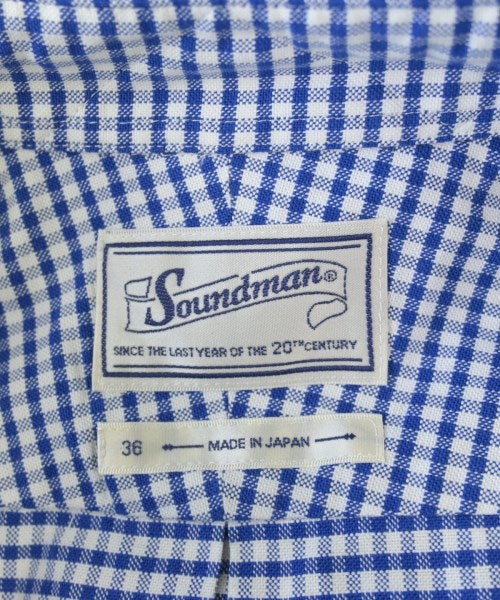 Soundman®
SINCE THE LAST YEAR OF THE 20TH CENTURY
36 MADE IN JAPAN